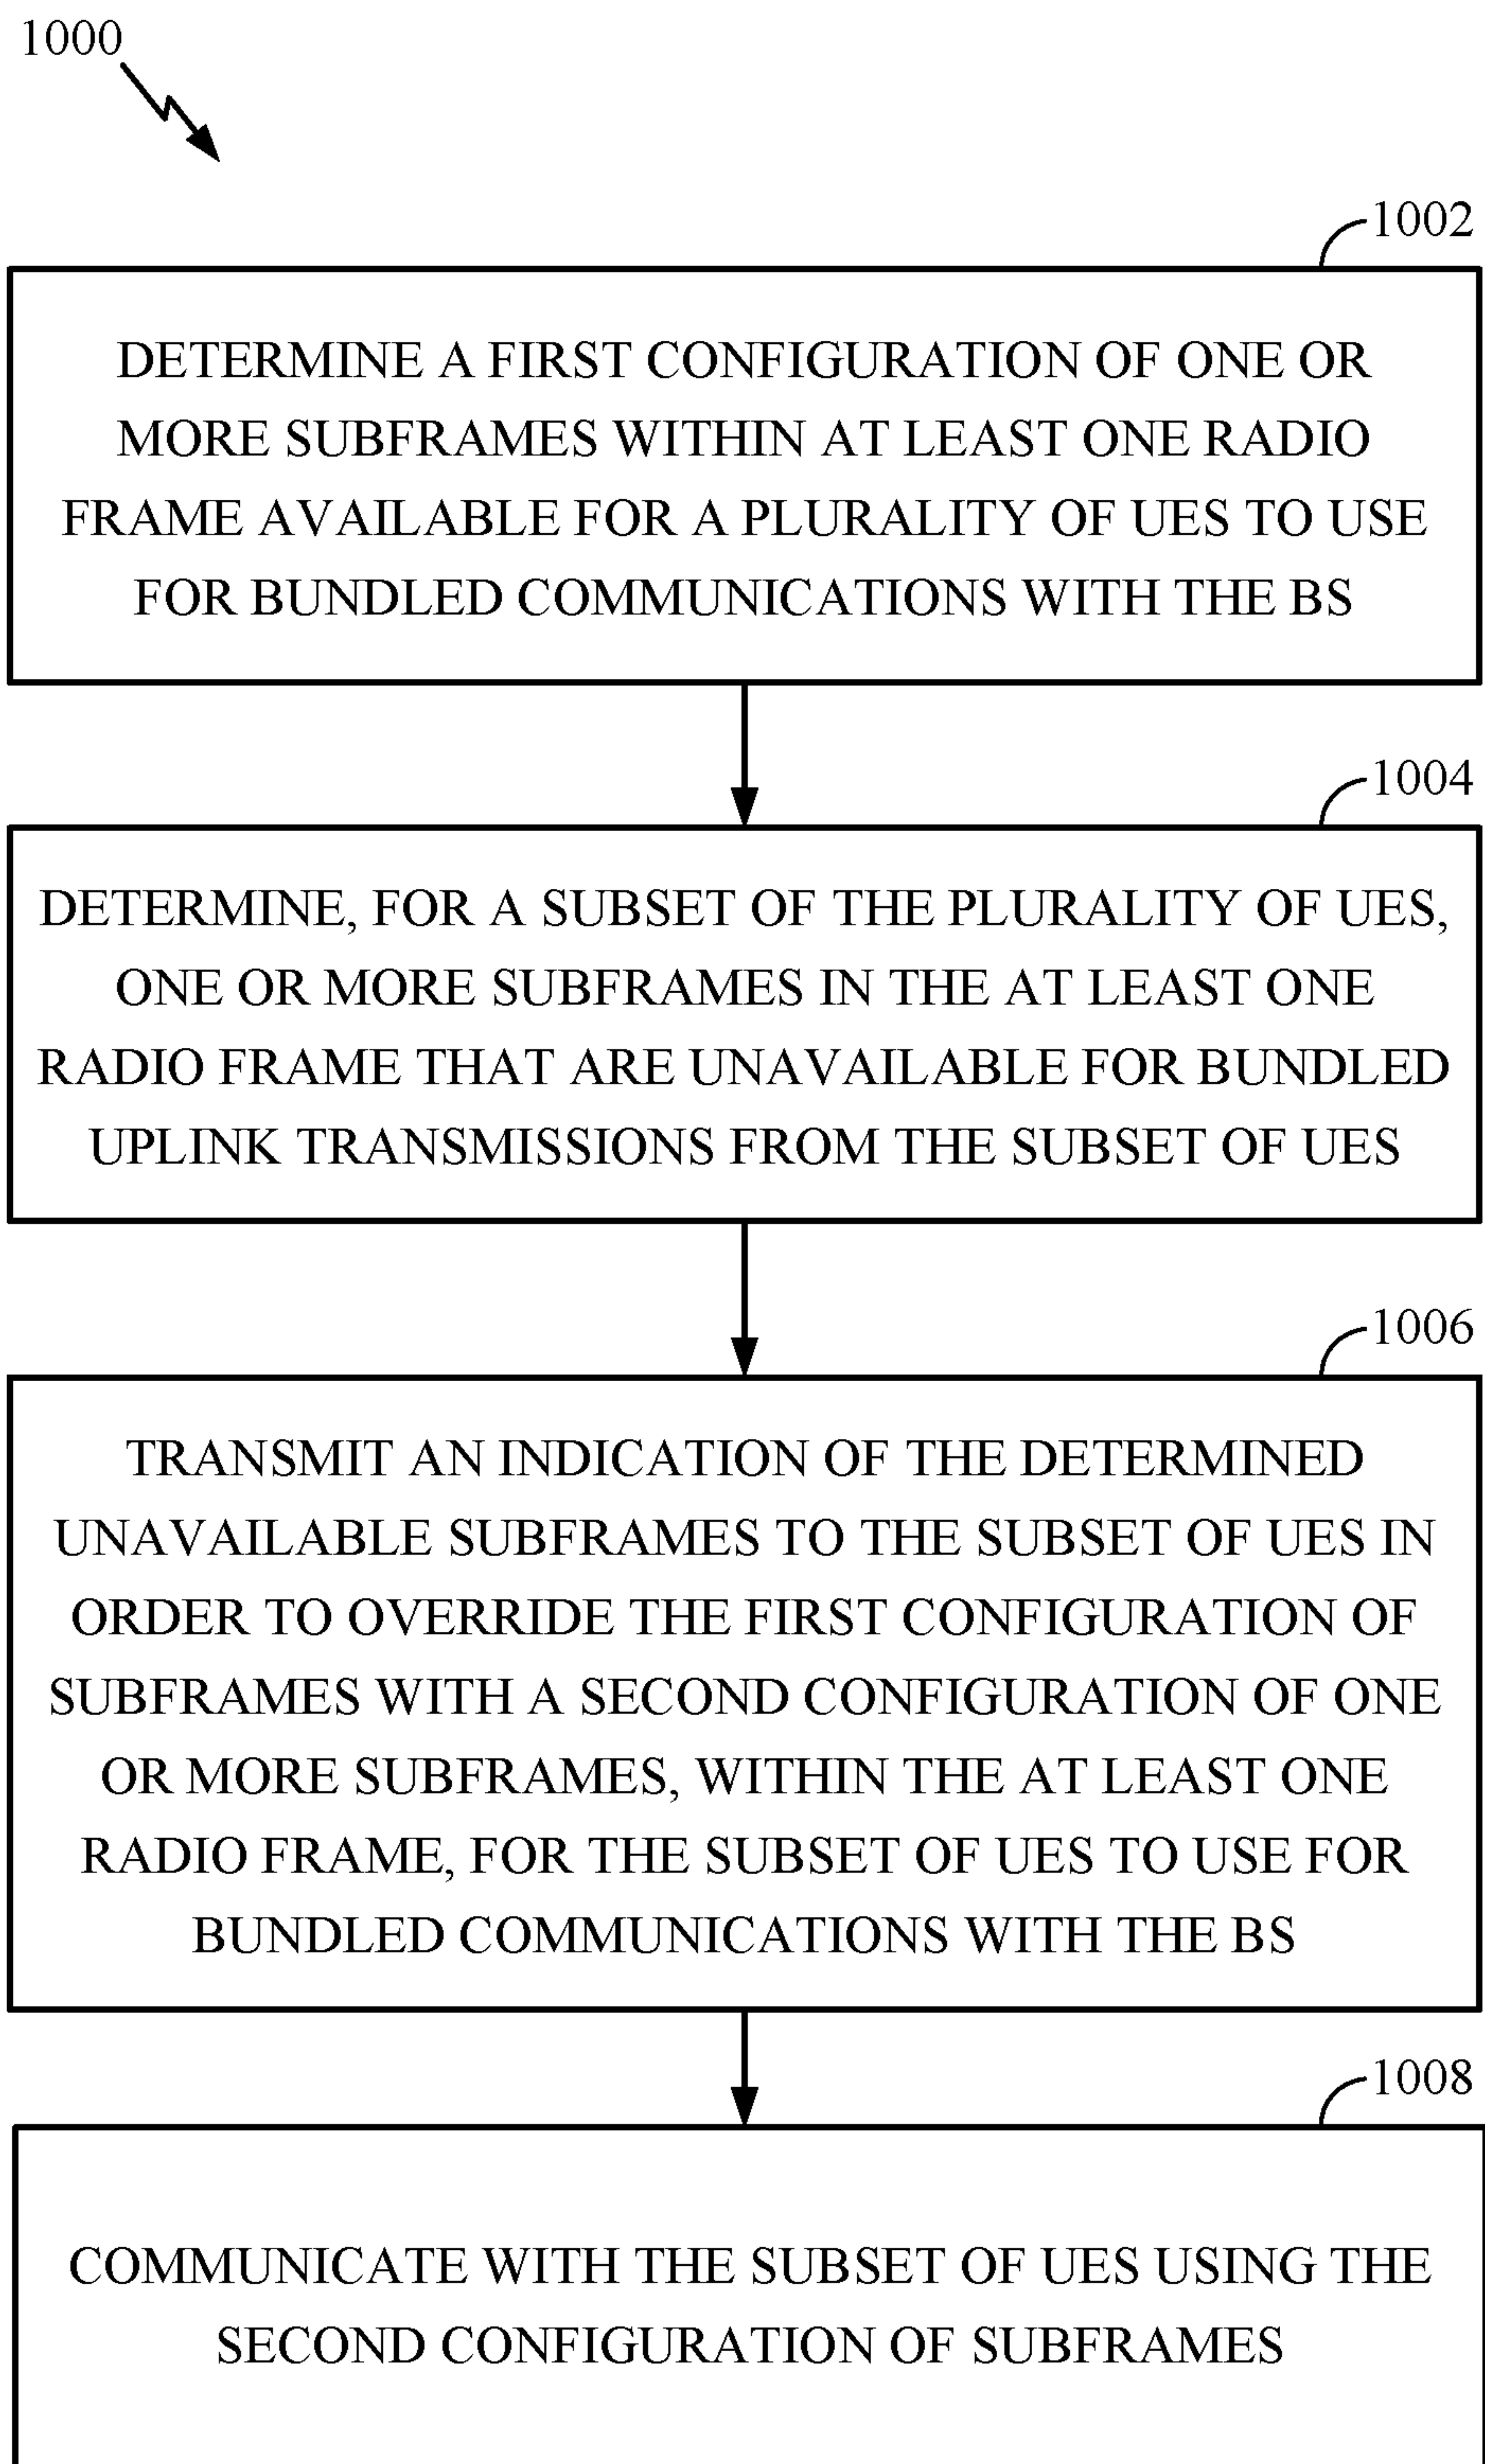 1000
1002
DETERMINE A FIRST CONFIGURATION OF ONE OR
MORE SUBFRAMES WITHIN AT LEAST ONE RADIO
FRAME AVAILABLE FOR A PLURALITY OF UES TO USE
FOR BUNDLED COMMUNICATIONS WITH THE BS
1004
DETERMINE, FOR A SUBSET OF THE PLURALITY OF UES,
ONE OR MORE SUBFRAMES IN THE AT LEAST ONE
RADIO FRAME THAT ARE UNAVAILABLE FOR BUNDLED
UPLINK TRANSMISSIONS FROM THE SUBSET OF UES
1006
TRANSMIT AN INDICATION OF THE DETERMINED
UNAVAILABLE SUBFRAMES TO THE SUBSET OF UES IN
ORDER TO OVERRIDE THE FIRST CONFIGURATION OF
SUBFRAMES WITH A SECOND CONFIGURATION OF ONE
OR MORE SUBFRAMES, WITHIN THE AT LEAST ONE
RADIO FRAME, FOR THE SUBSET OF UES TO USE FOR
BUNDLED COMMUNICATIONS WITH THE BS
1008
COMMUNICATE WITH THE SUBSET OF UES USING THE
SECOND CONFIGURATION OF SUBFRAMES